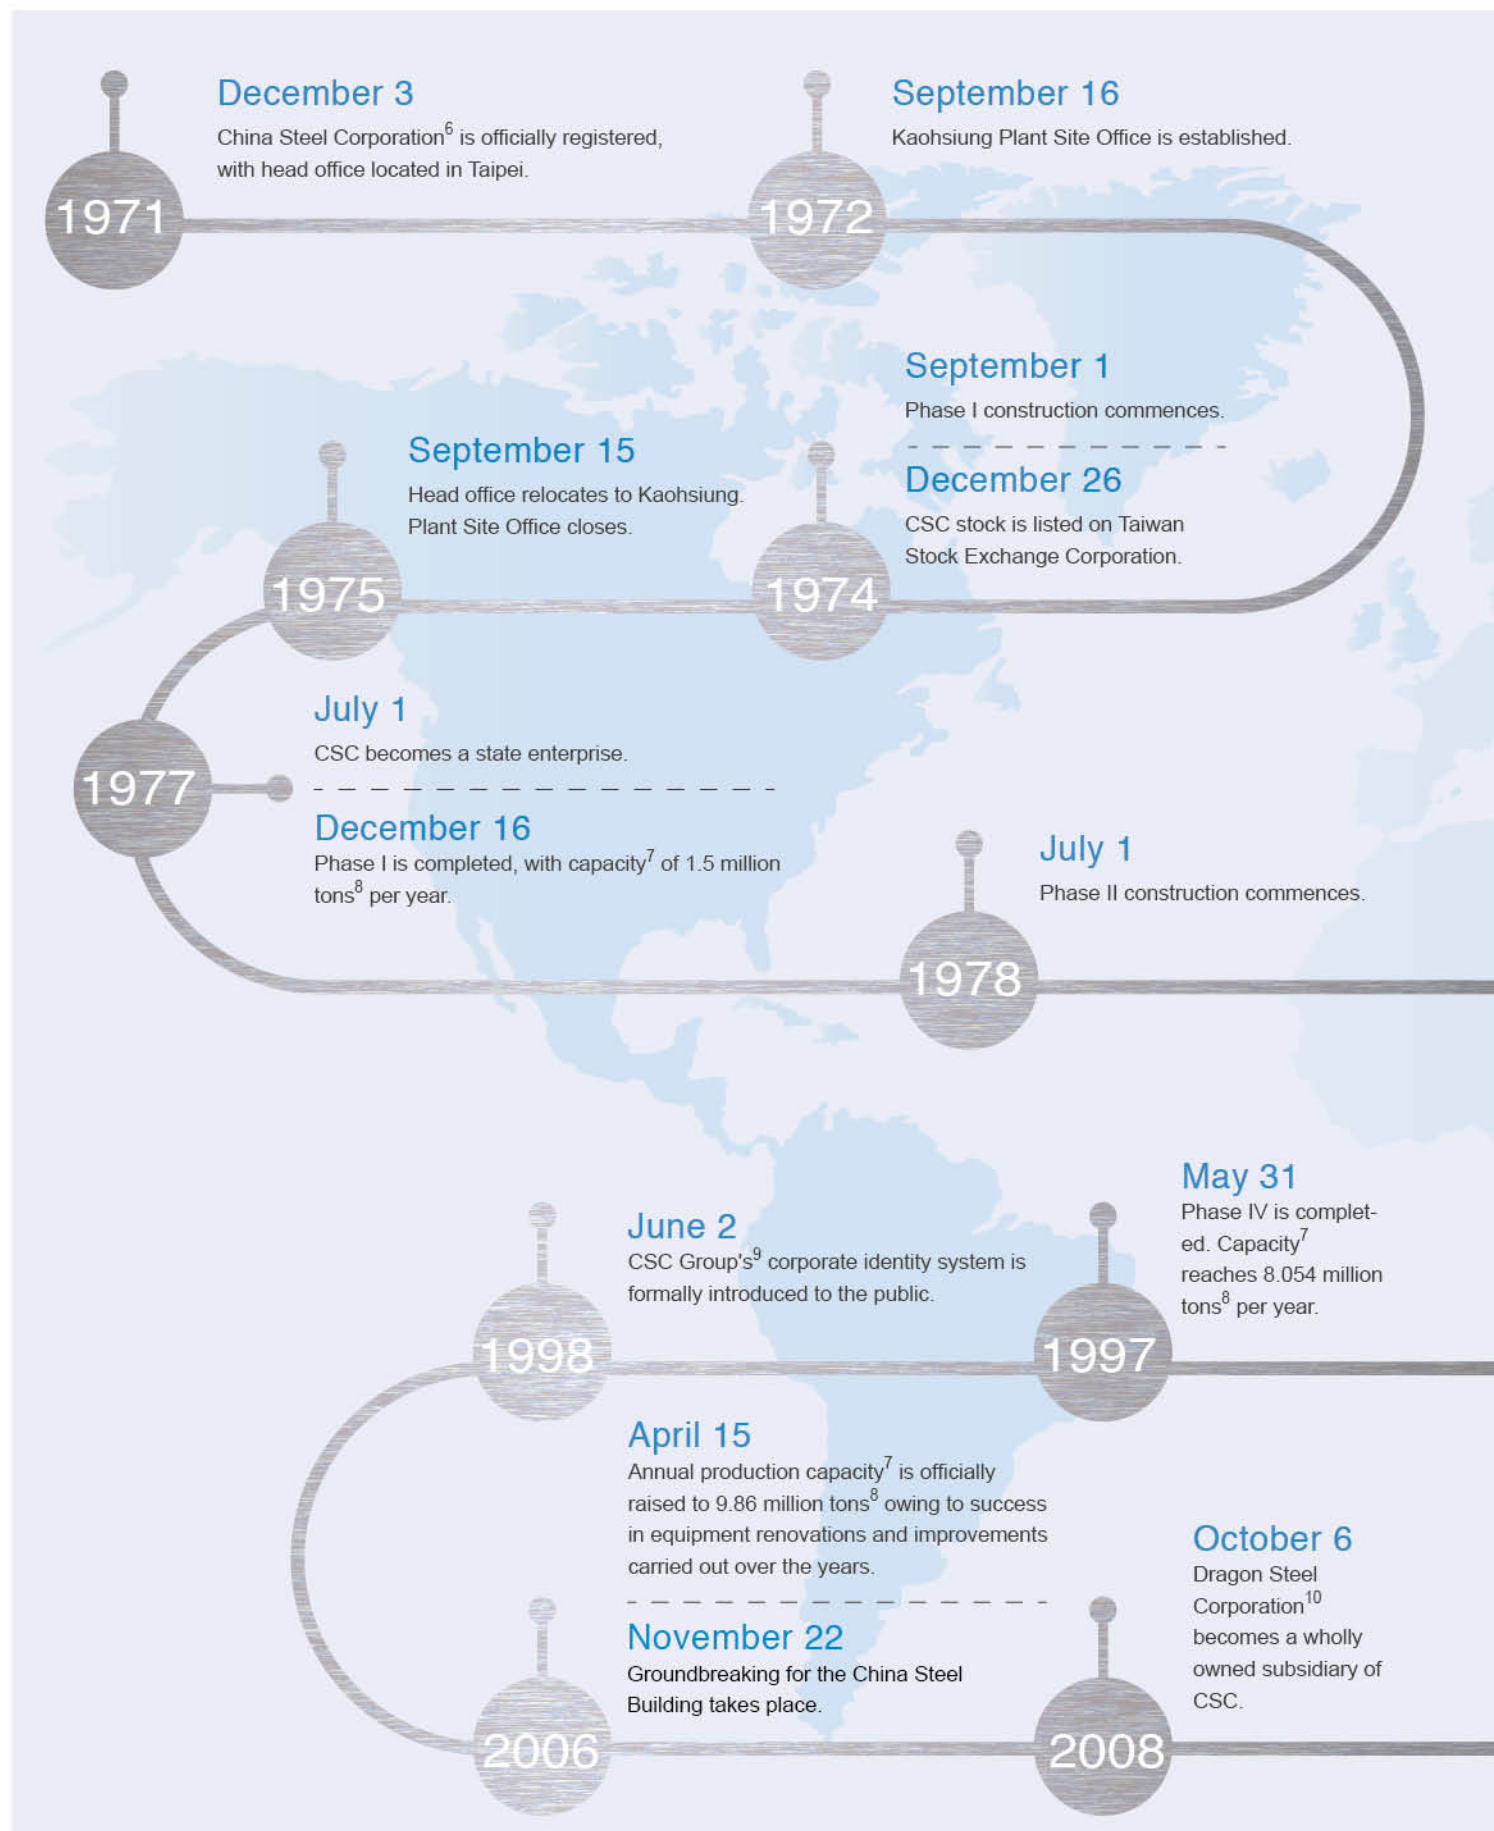 1971
December 3
China Steel Corporation6 is officially registered,
with head office located in Taipei.
1972
September 16
Kaohsiung Plant Site Office is established.
1974
September 1
Phase I construction commences.
December 26
CSC stock is listed on Taiwan
Stock Exchange Corporation.
1975
September 15
Head office relocates to Kaohsiung.
Plant Site Office closes.
1977
July 1
CSC becomes a state enterprise.
December 16
Phase I is completed, with capacity7 of 1.5 million
tons8 per year.
1978
July 1
Phase II construction commences.
1997
May 31
Phase IV is complet-
ed. Capacity7
reaches 8.054 million
tons8 per year.
1998
June 2
CSC Group's9 corporate identity system is
formally introduced to the public.
2006
April 15
Annual production capacity7 is officially
raised to 9.86 million tons8 owing to success
in equipment renovations and improvements
carried out over the years.
November 22
Groundbreaking for the China Steel
Building takes place.
2008
October 6
Dragon Steel
Corporation10
becomes a wholly
owned subsidiary of
CSC.